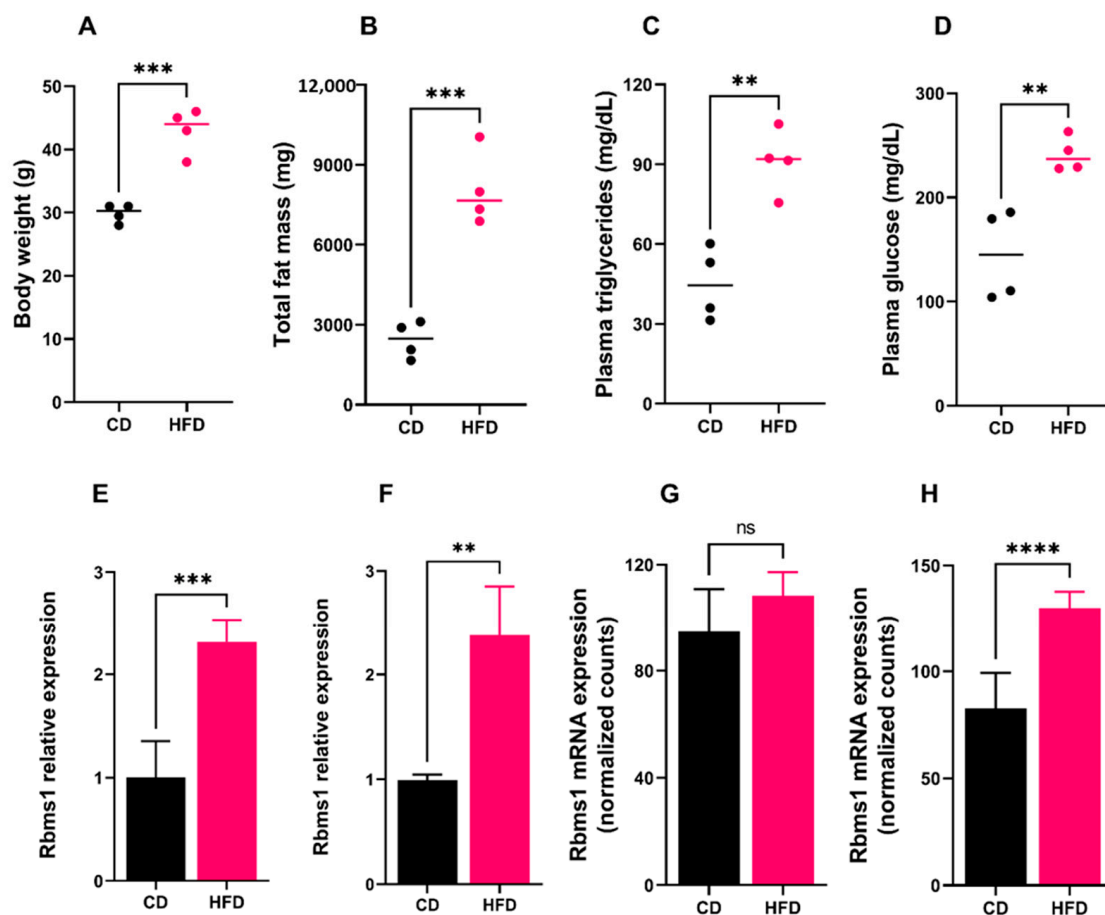 A
Body weight (g)
***
50
40
30
20
10
0
CD HFD
B
Total fat mass (mg)
***
12,000
9000
6000
3000
0
CD HFD
C
Plasma triglycerides (mg/dL)
**
120
90
60
30
0
CD HFD
D
Plasma glucose (mg/dL)
**
300
200
100
0
CD HFD
E
Rbms1 relative expression
***
3
2
1
0
CD HFD
F
Rbms1 relative expression
**
3
2
1
0
CD HFD
G
Rbms1 mRNA expression
(normalized counts)
ns
120
80
40
0
CD HFD
H
Rbms1 mRNA expression
(normalized counts)
****
150
100
50
0
CD HFD